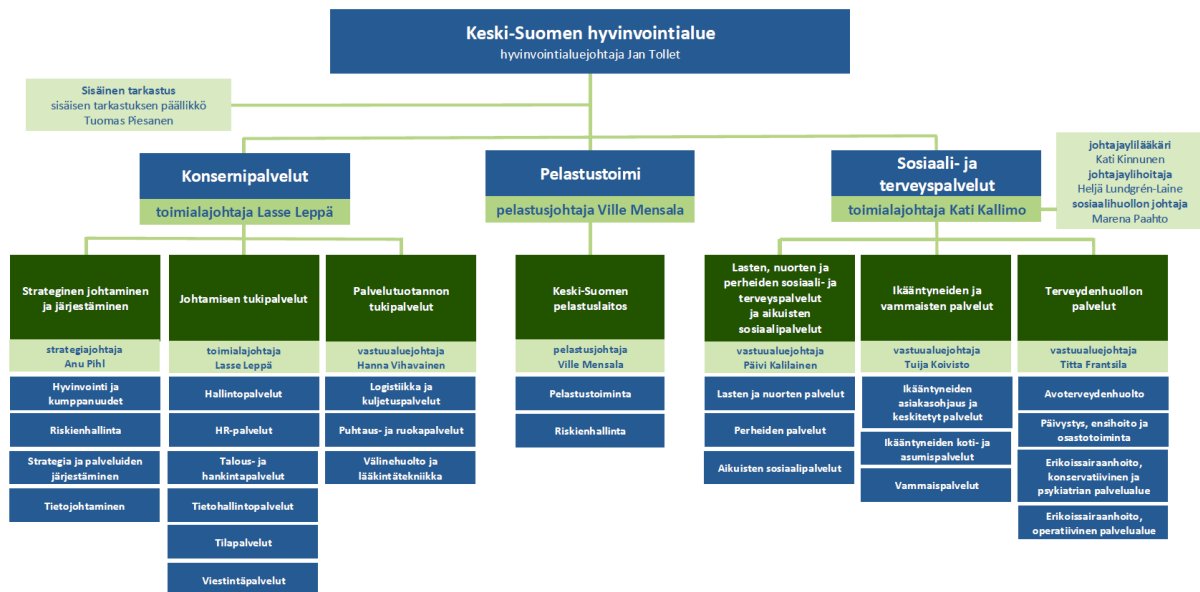 Keski-Suomen hyvinvointialue
hyvinvointialuejohtaja Jan Tollet
Sisäinen tarkastus
sisäisen tarkastuksen päällikkö
Tuomas Piesanen
Konsernipalvelut
toimialajohtaja Lasse Leppä
Pelastustoimi
pelastusjohtaja Ville Mensala
Sosiaali- ja
terveyspalvelut
toimialajohtaja Kati Kallimo
johtajaylilääkäri
Kati Kinnunen
johtajaylihoitaja
Heljä Lundgrén-Laine
sosiaalihuollon johtaja
Marena Paahto
Strateginen johtaminen
ja järjestäminen
strategiajohtaja
Anu Pihl
Hyvinvointi ja
kumppanuudet
Riskienhallinta
Strategia ja palveluiden
järjestäminen
Tietojohtaminen
Johtamisen tukipalvelut
toimialajohtaja
Lasse Leppä
Hallintopalvelut
HR-palvelut
Talous- ja
hankintapalvelut
Tietohallintopalvelut
Tilapalvelut
Viestintäpalvelut
Palvelutuotannon
tukipalvelut
vastuualuejohtaja
Hanna Vihavainen
Logistiikka ja
kuljetuspalvelut
Puhtaus- ja ruokapalvelut
Välinehuolto ja
lääkintätekniikka
Keski-Suomen
pelastuslaitos
pelastusjohtaja
Ville Mensala
Pelastustoiminta
Riskienhallinta
Lasten, nuorten ja
perheiden sosiaali- ja
terveyspalvelut
ja aikuisten
sosiaalipalvelut
vastuualuejohtaja
Päivi Kalilainen
Lasten ja nuorten palvelut
Perheiden palvelut
Aikuisten sosiaalipalvelut
Ikääntyneiden ja
vammaisten palvelut
vastuualuejohtaja
Tuija Koivisto
Ikääntyneiden
asiakasohjaus ja
keskitetyt palvelut
Ikääntyneiden koti- ja
asumispalvelut
Vammaispalvelut
Terveydenhuollon
palvelut
vastuualuejohtaja
Titta Frantsila
Avoterveydenhuolto
Päivystys, ensihoito ja
osastotoiminta
Erikoissairaanhoito,
konservatiivinen ja
psykiatrian palvelualue
Erikoissairaanhoito,
operatiivinen palvelualue